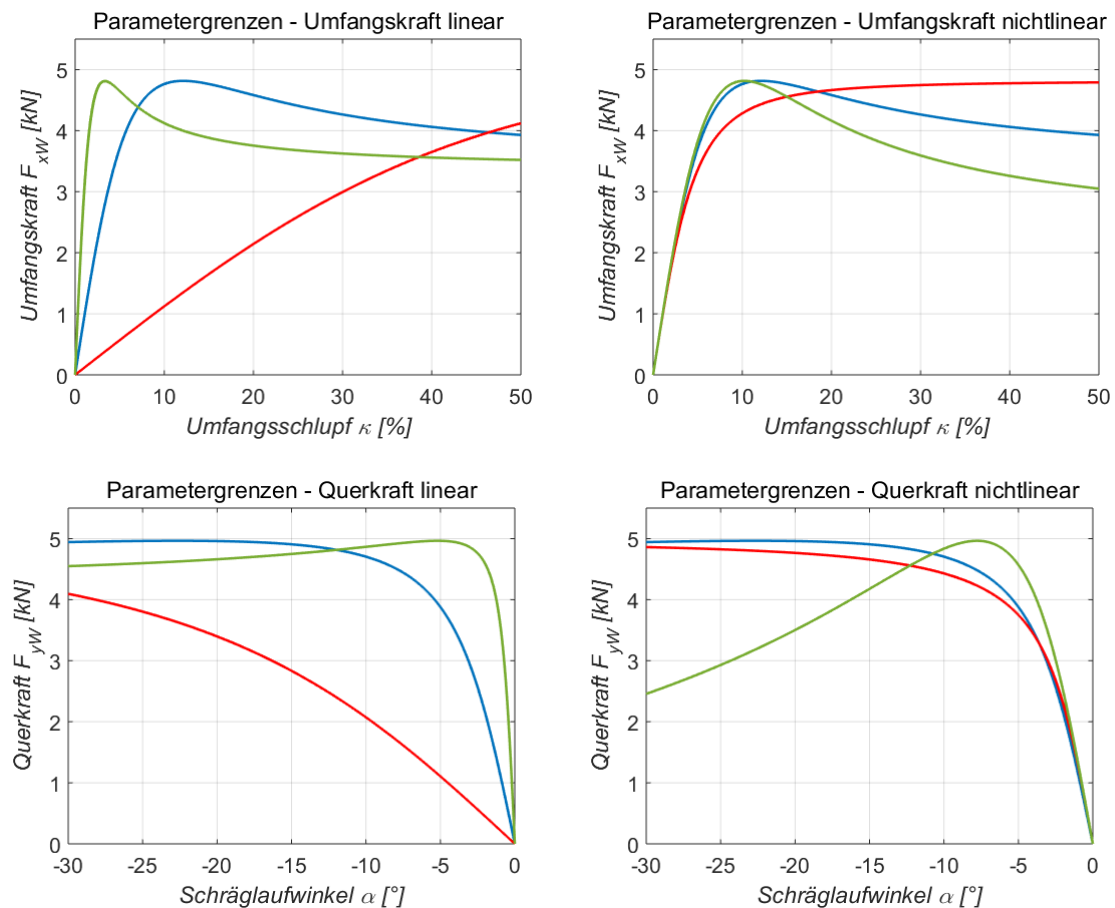 Parametergrenzen - Umfangskraft linear
Umfangskraft F_xW [kN]
5
4
3
2
1
0
0 10 20 30 40 50
Umfangsschlupf κ [%]
Parametergrenzen - Umfangskraft nichtlinear
Umfangskraft F_xW [kN]
5
4
3
2
1
0
0 10 20 30 40 50
Umfangsschlupf κ [%]
Parametergrenzen - Querkraft linear
Querkraft F_yW [kN]
5
4
3
2
1
0
-30 -25 -20 -15 -10 -5 0
Schräglaufwinkel α [°]
Parametergrenzen - Querkraft nichtlinear
Querkraft F_yW [kN]
5
4
3
2
1
0
-30 -25 -20 -15 -10 -5 0
Schräglaufwinkel α [°]